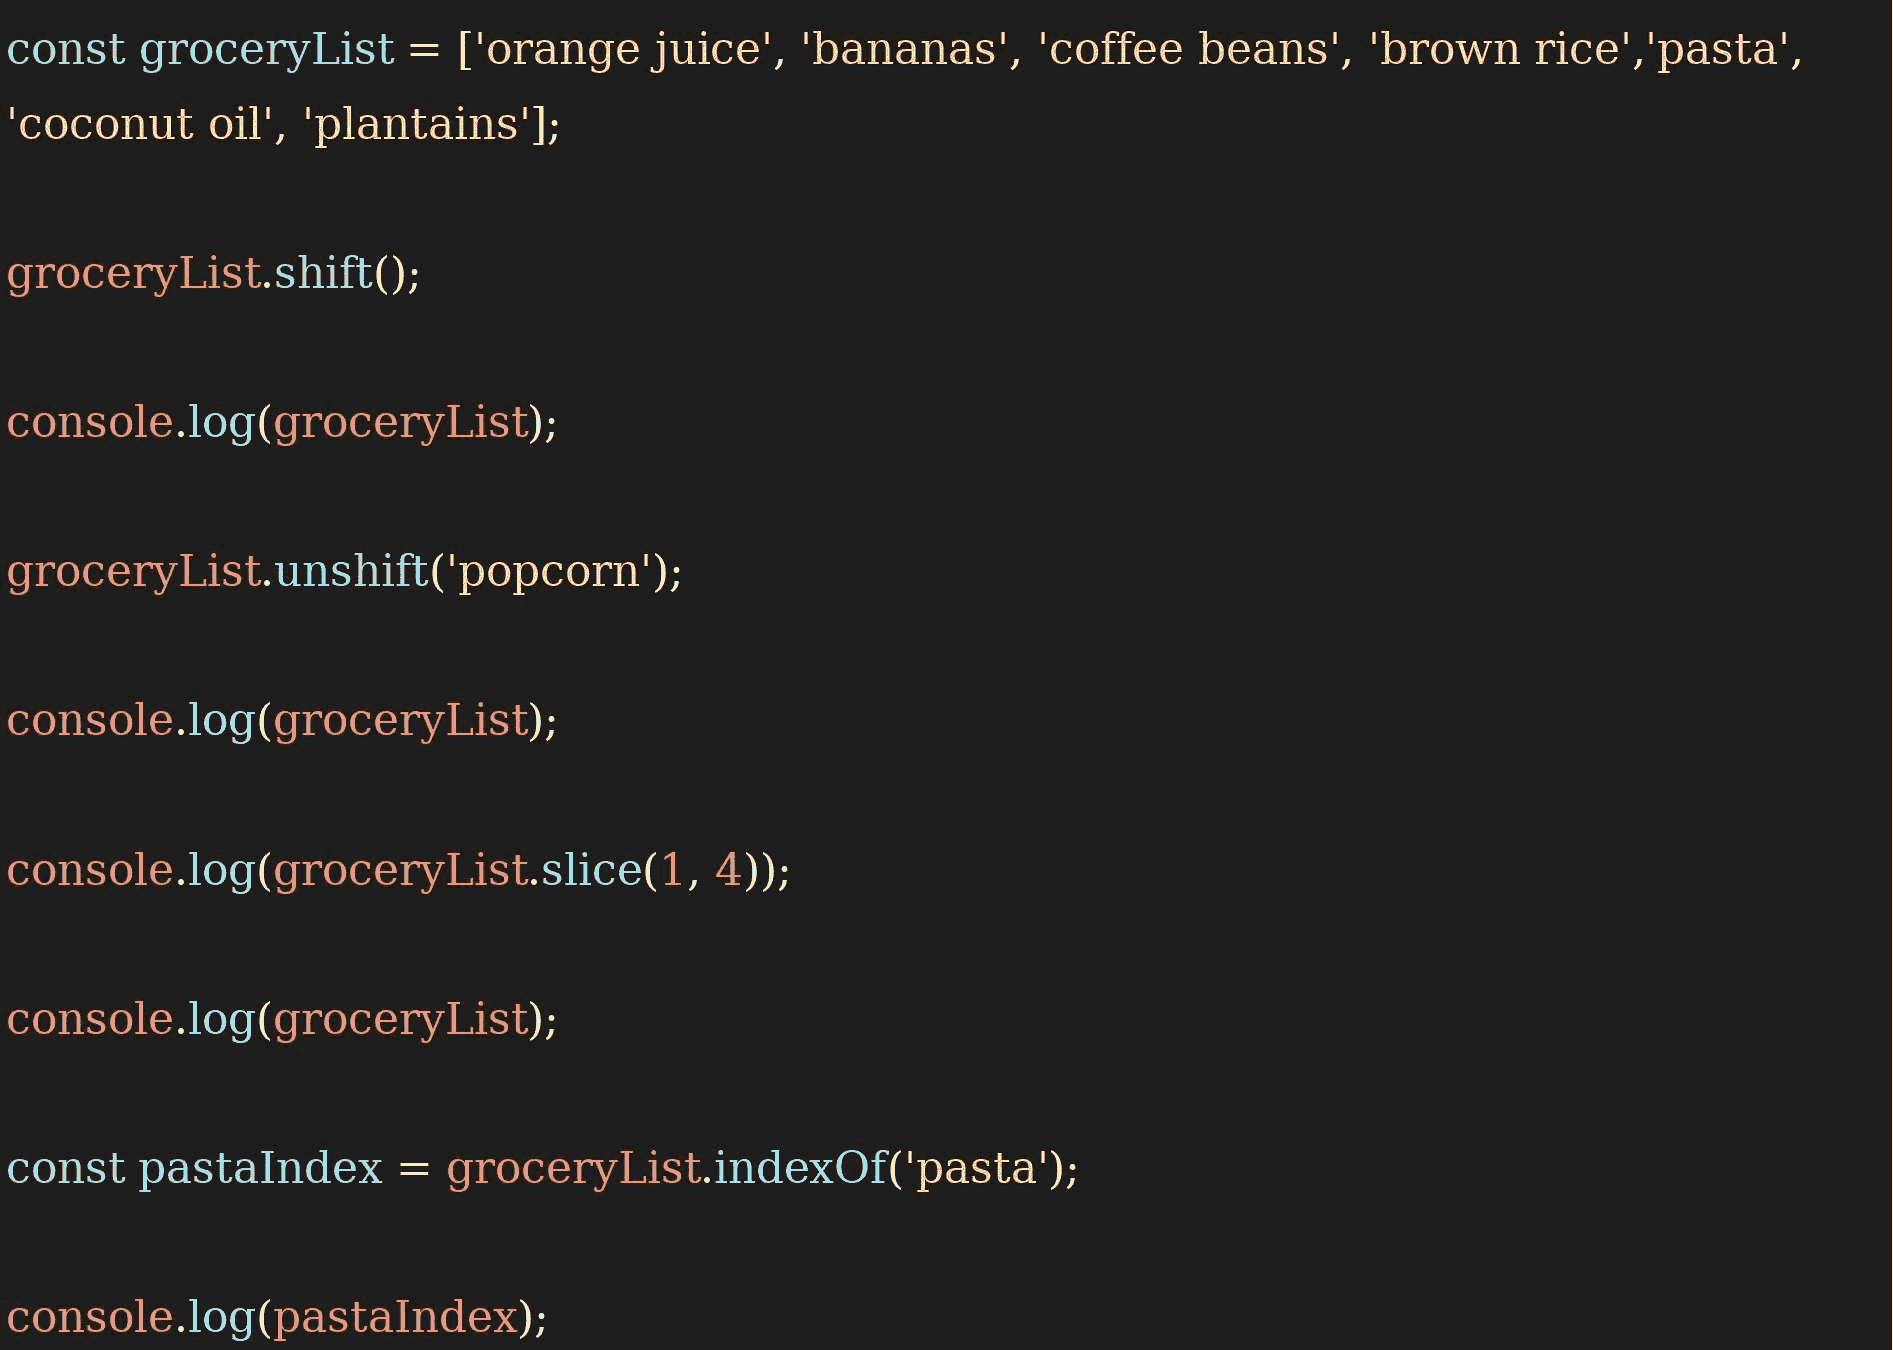 const groceryList = ['orange juice', 'bananas', 'coffee beans', 'brown rice','pasta',
'coconut oil', 'plantains'];
groceryList.shift();
console.log(groceryList);
groceryList.unshift('popcorn');
console.log(groceryList);
console.log(groceryList.slice(1, 4));
console.log(groceryList);
const pastaIndex = groceryList.indexOf('pasta');
console.log(pastaIndex);